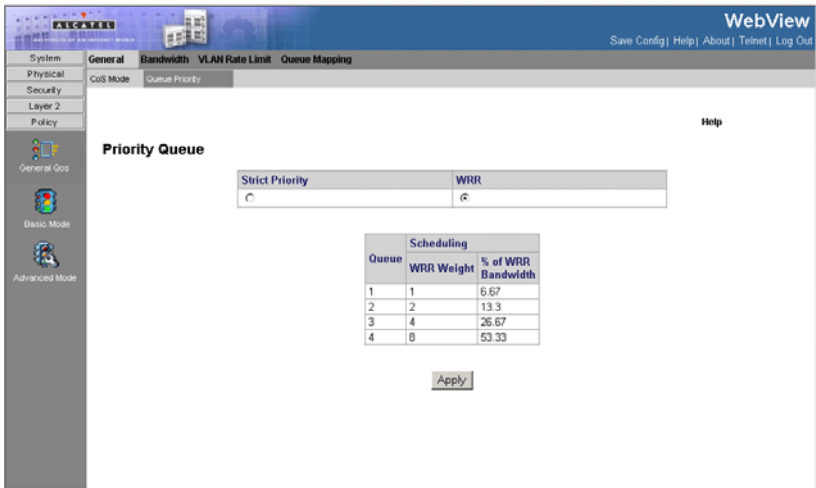 ALCATEL
WebView
Save Config| Help| About| Telnet| Log Out
System
Physical
Security
Layer 2
Policy
General Qos
Basic Mode
Advanced Mode
General Bandwidth VLAN Rate Limit Queue Mapping
CoS Mode Queue Priority
Help
Priority Queue
Strict Priority WRR
Queue Scheduling
WRR Weight % of WRR Bandwidth
1 1 6.67
2 2 13.3
3 4 26.67
4 8 53.33
Apply